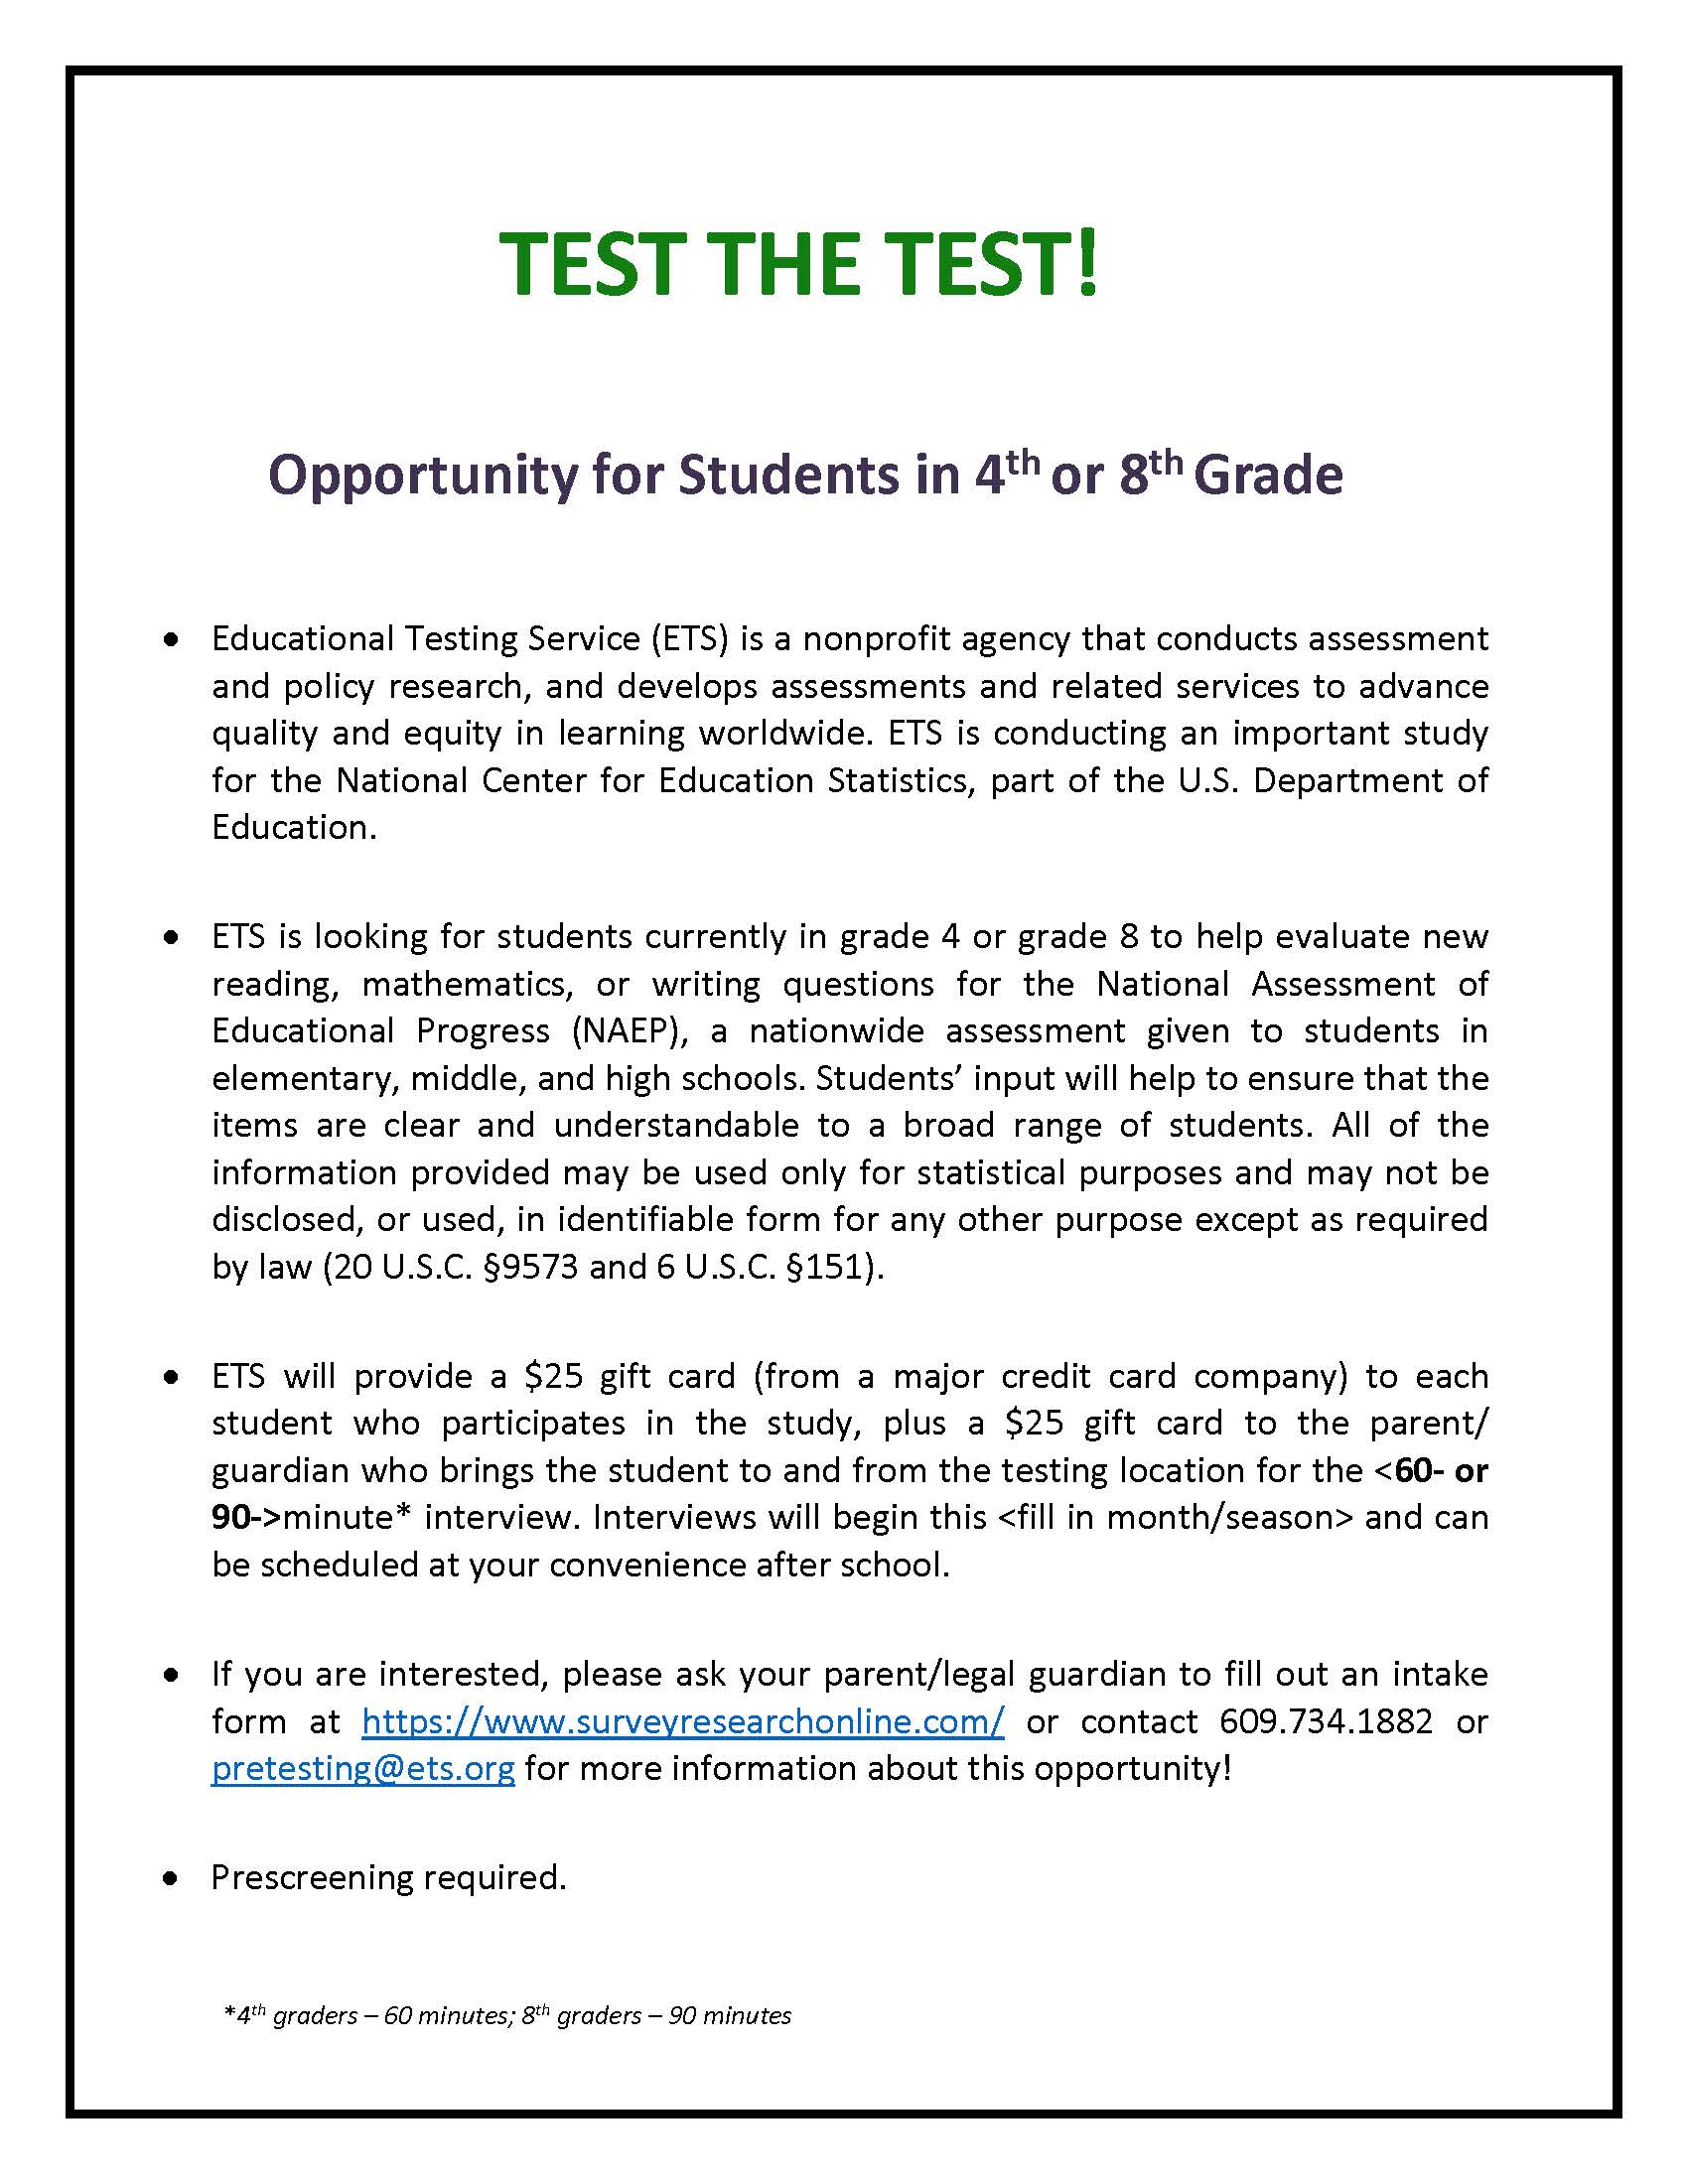 TEST THE TEST!
Opportunity for Students in 4th or 8th Grade
• Educational Testing Service (ETS) is a nonprofit agency that conducts assessment
and policy research, and develops assessments and related services to advance
quality and equity in learning worldwide. ETS is conducting an important study
for the National Center for Education Statistics, part of the U.S. Department of
Education.
• ETS is looking for students currently in grade 4 or grade 8 to help evaluate new
reading, mathematics, or writing questions for the National Assessment of
Educational Progress (NAEP), a nationwide assessment given to students in
elementary, middle, and high schools. Students’ input will help to ensure that the
items are clear and understandable to a broad range of students. All of the
information provided may be used only for statistical purposes and may not be
disclosed, or used, in identifiable form for any other purpose except as required
by law (20 U.S.C. §9573 and 6 U.S.C. §151).
• ETS will provide a $25 gift card (from a major credit card company) to each
student who participates in the study, plus a $25 gift card to the parent/
guardian who brings the student to and from the testing location for the <60- or
90->minute* interview. Interviews will begin this <fill in month/season> and can
be scheduled at your convenience after school.
• If you are interested, please ask your parent/legal guardian to fill out an intake
form at https://www.surveyresearchonline.com/ or contact 609.734.1882 or
pretesting@ets.org for more information about this opportunity!
• Prescreening required.
*4th graders – 60 minutes; 8th graders – 90 minutes